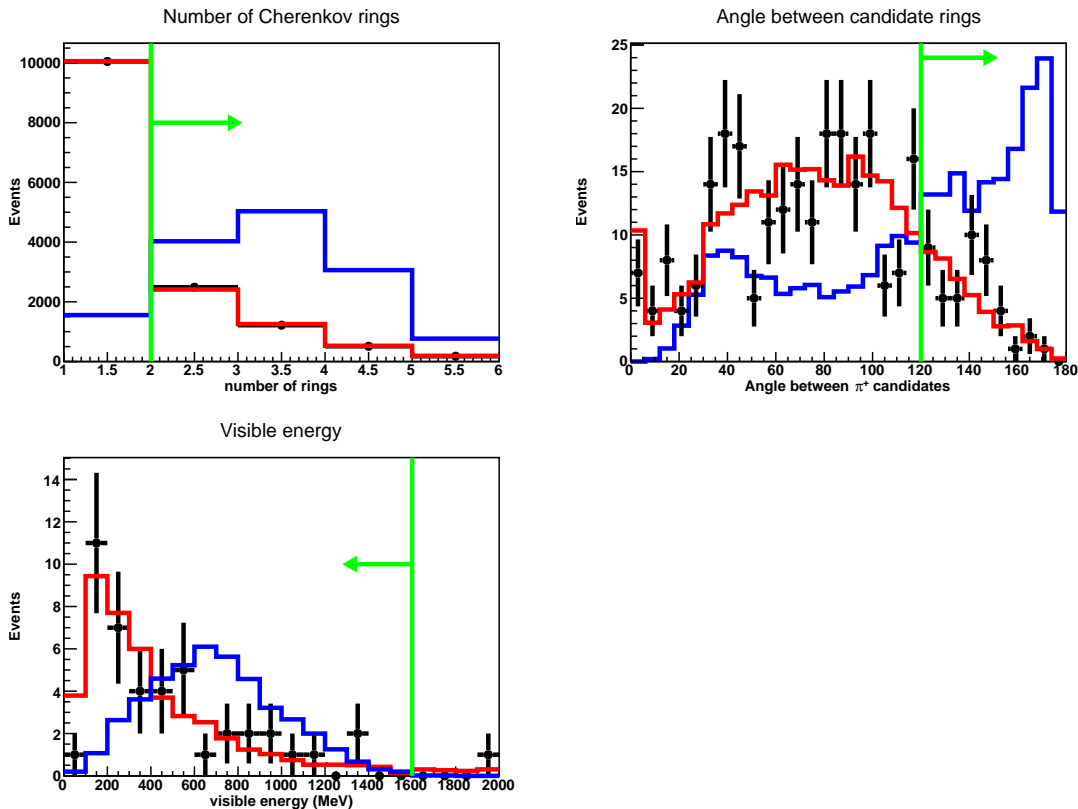 Number of Cherenkov rings
Events
10000
8000
6000
4000
2000
0
1 1.5 2 2.5 3 3.5 4 4.5 5 5.5 6
number of rings
Angle between candidate rings
Events
25
20
15
10
5
0
0 20 40 60 80 100 120 140 160 180
Angle between π⁺ candidates
Visible energy
Events
14
12
10
8
6
4
2
0
0 200 400 600 800 1000 1200 1400 1600 1800 2000
visible energy (MeV)